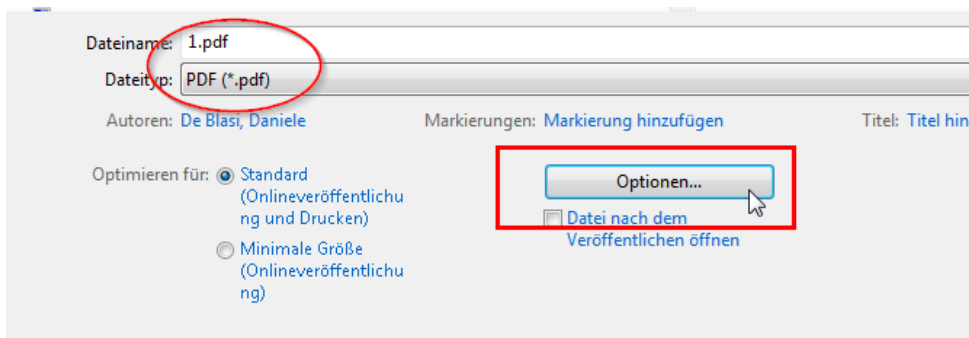 Dateiname: 1.pdf
Dateityp: PDF (*.pdf)
Autoren: De Blasi, Daniele Markierungen: Markierung hinzufügen Titel: Titel hin
Optimieren für: Standard
(Onlineveröffentlichu
ng und Drucken)
Minimale Größe
(Onlineveröffentlichu
ng)
Optionen...
Datei nach dem
Veröffentlichen öffnen